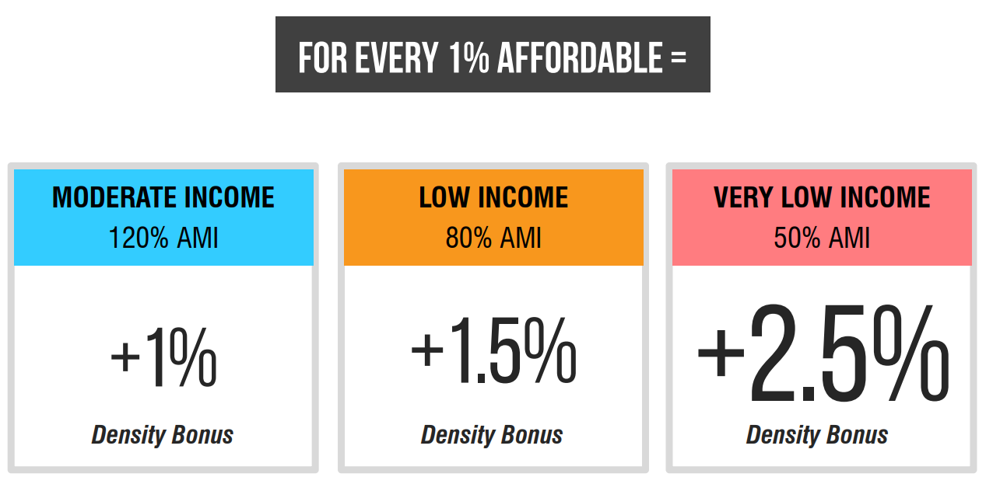 FOR EVERY 1% AFFORDABLE =
MODERATE INCOME
120% AMI
+1%
Density Bonus
LOW INCOME
80% AMI
+1.5%
Density Bonus
VERY LOW INCOME
50% AMI
+2.5%
Density Bonus